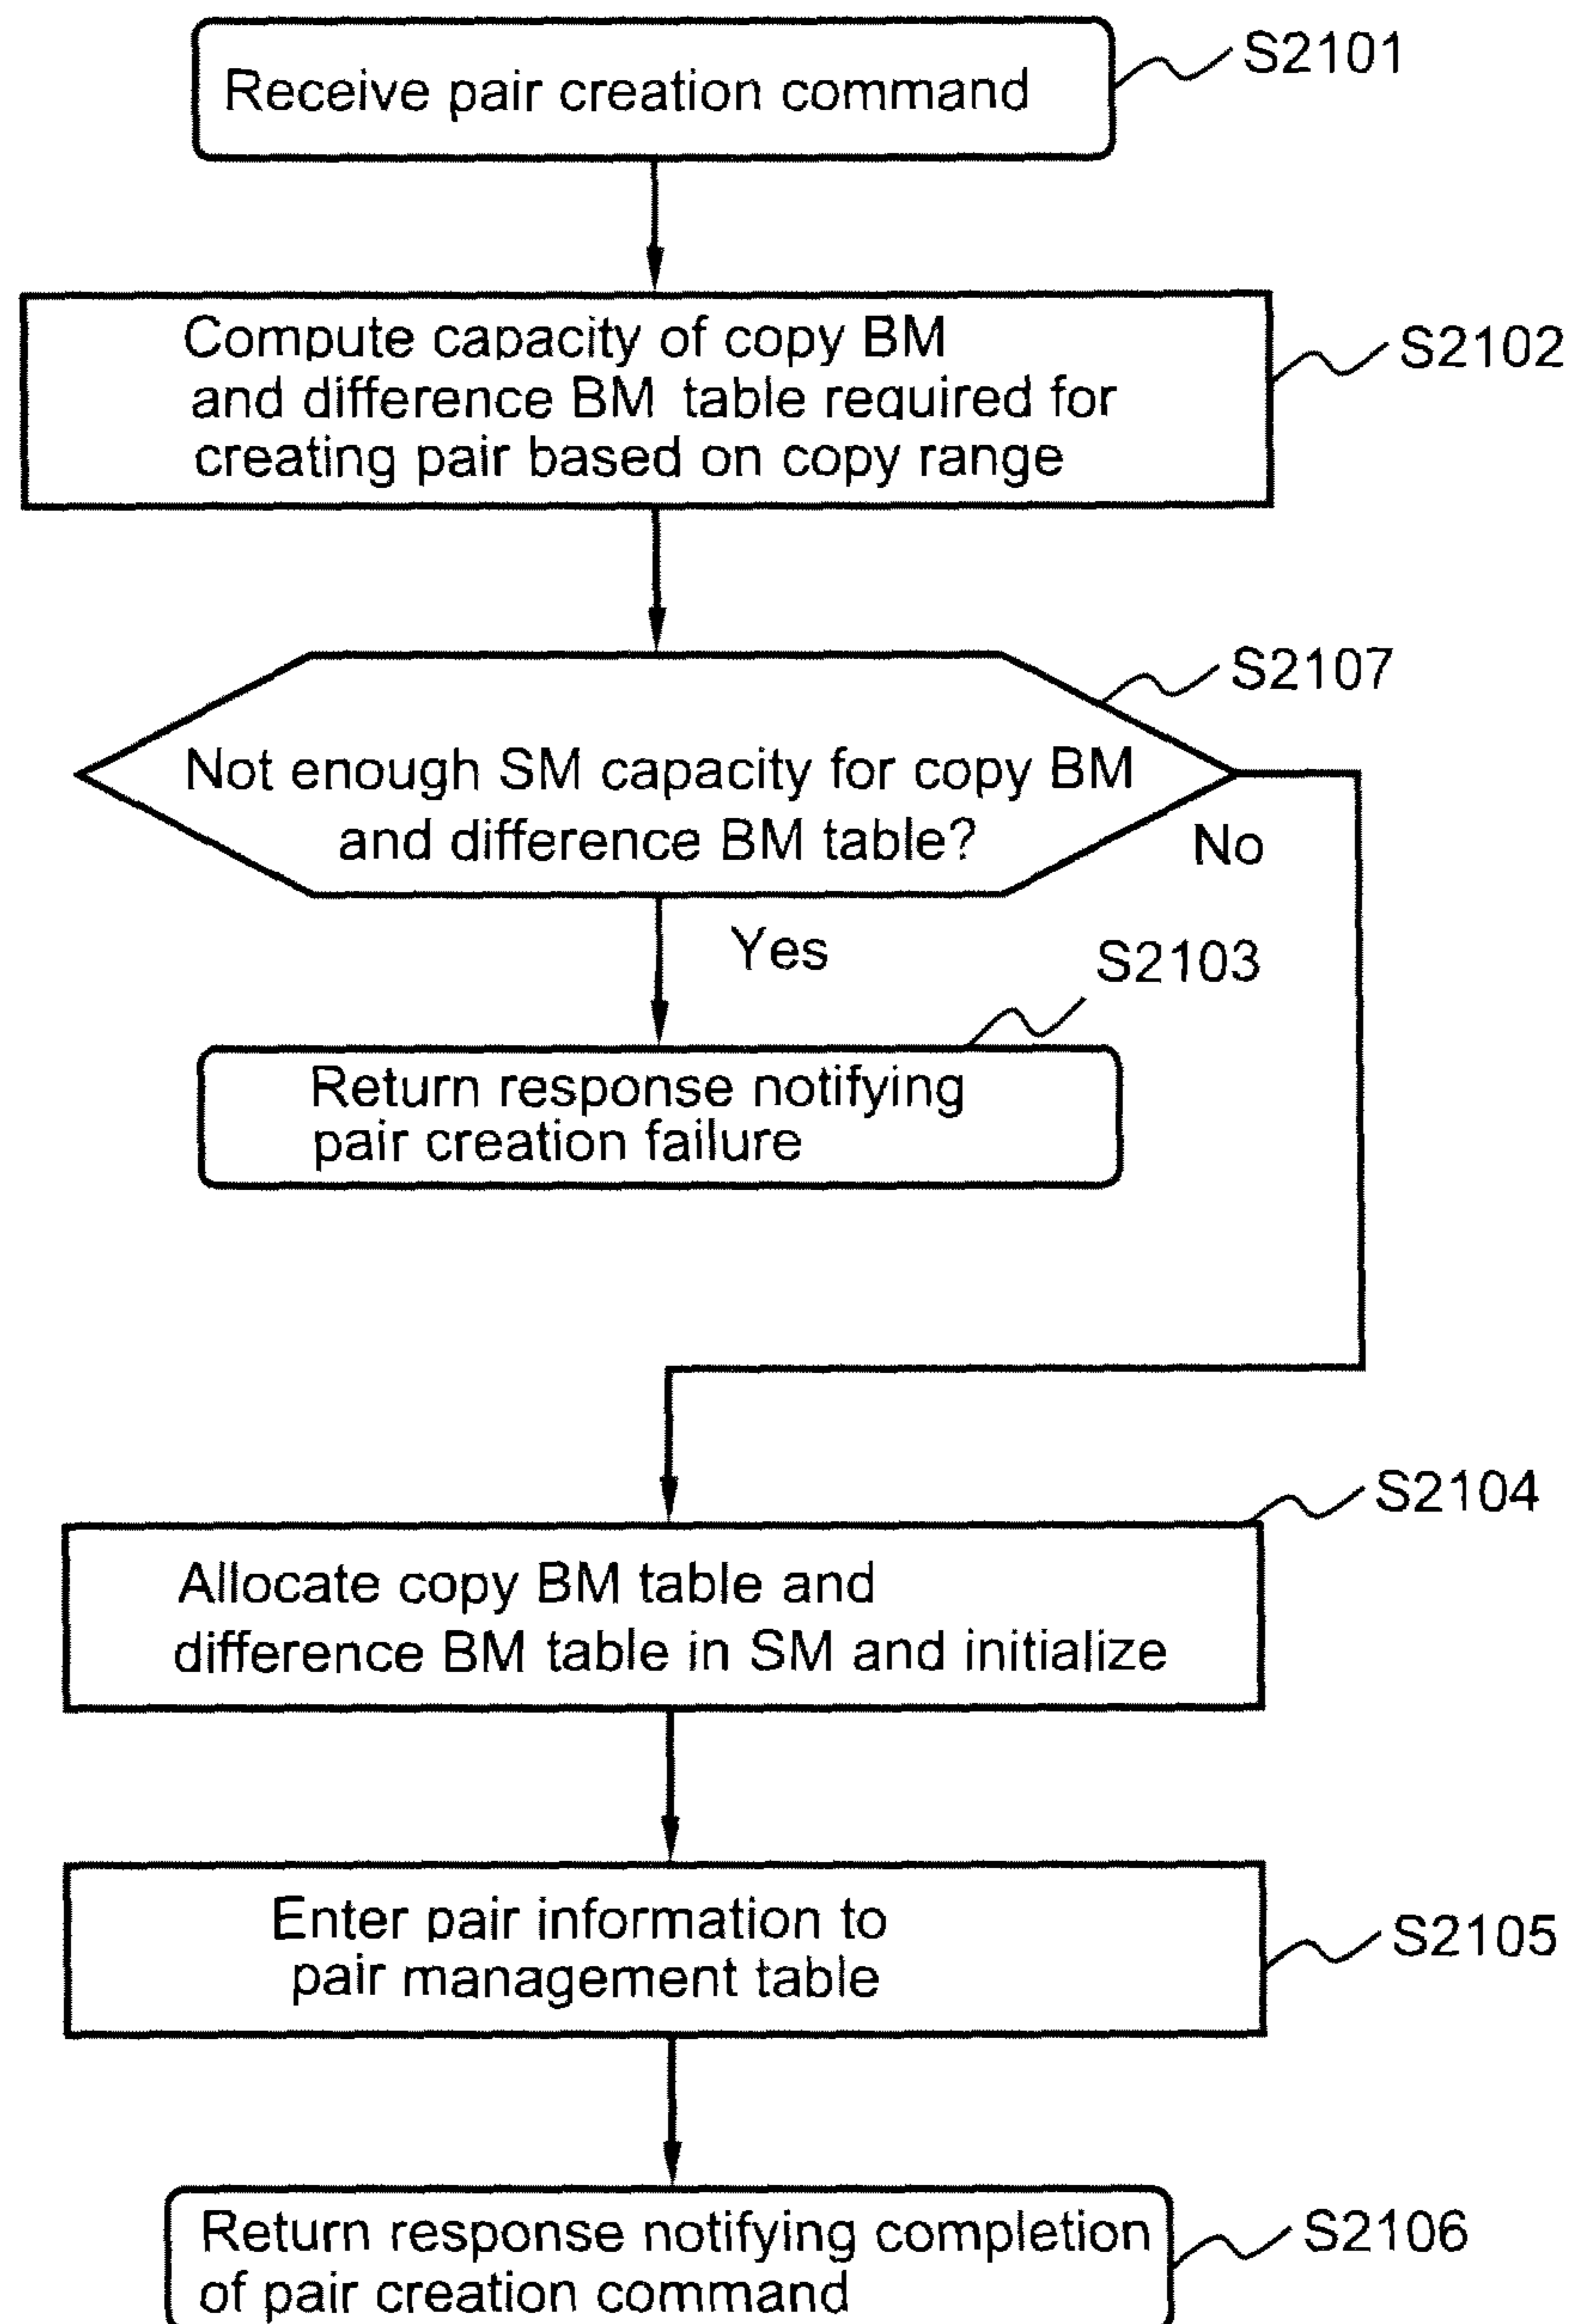 Receive pair creation command
S2101
Compute capacity of copy BM
and difference BM table required for
creating pair based on copy range
S2102
S2107
Not enough SM capacity for copy BM
and difference BM table?
No
Yes
S2103
Return response notifying
pair creation failure
S2104
Allocate copy BM table and
difference BM table in SM and initialize
Enter pair information to
pair management table
S2105
Return response notifying completion
of pair creation command
S2106